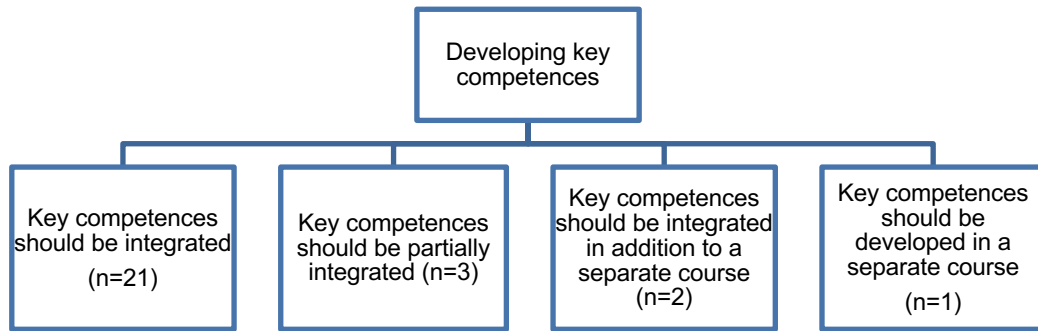 Developing key
competences
Key competences
should be integrated
(n=21)
Key competences
should be partially
integrated (n=3)
Key competences
should be integrated
in addition to a
separate course
(n=2)
Key competences
should be
developed in a
separate course
(n=1)